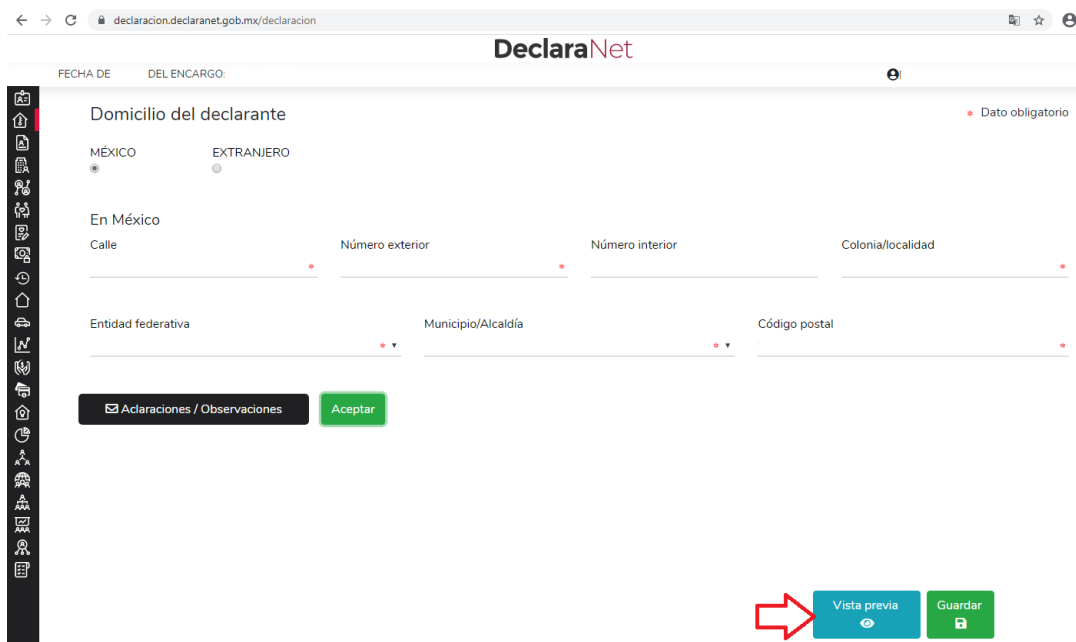 declaracion.declaranet.gob.mx/declaracion
DeclaraNet
FECHA DE DEL ENCARGO:
Domicilio del declarante
* Dato obligatorio
MÉXICO EXTRANJERO
En México
Calle Número exterior Número interior Colonia/localidad
* * *
Entidad federativa Municipio/Alcaldía Código postal
* * *
Aclaraciones / Observaciones Aceptar
Vista previa Guardar